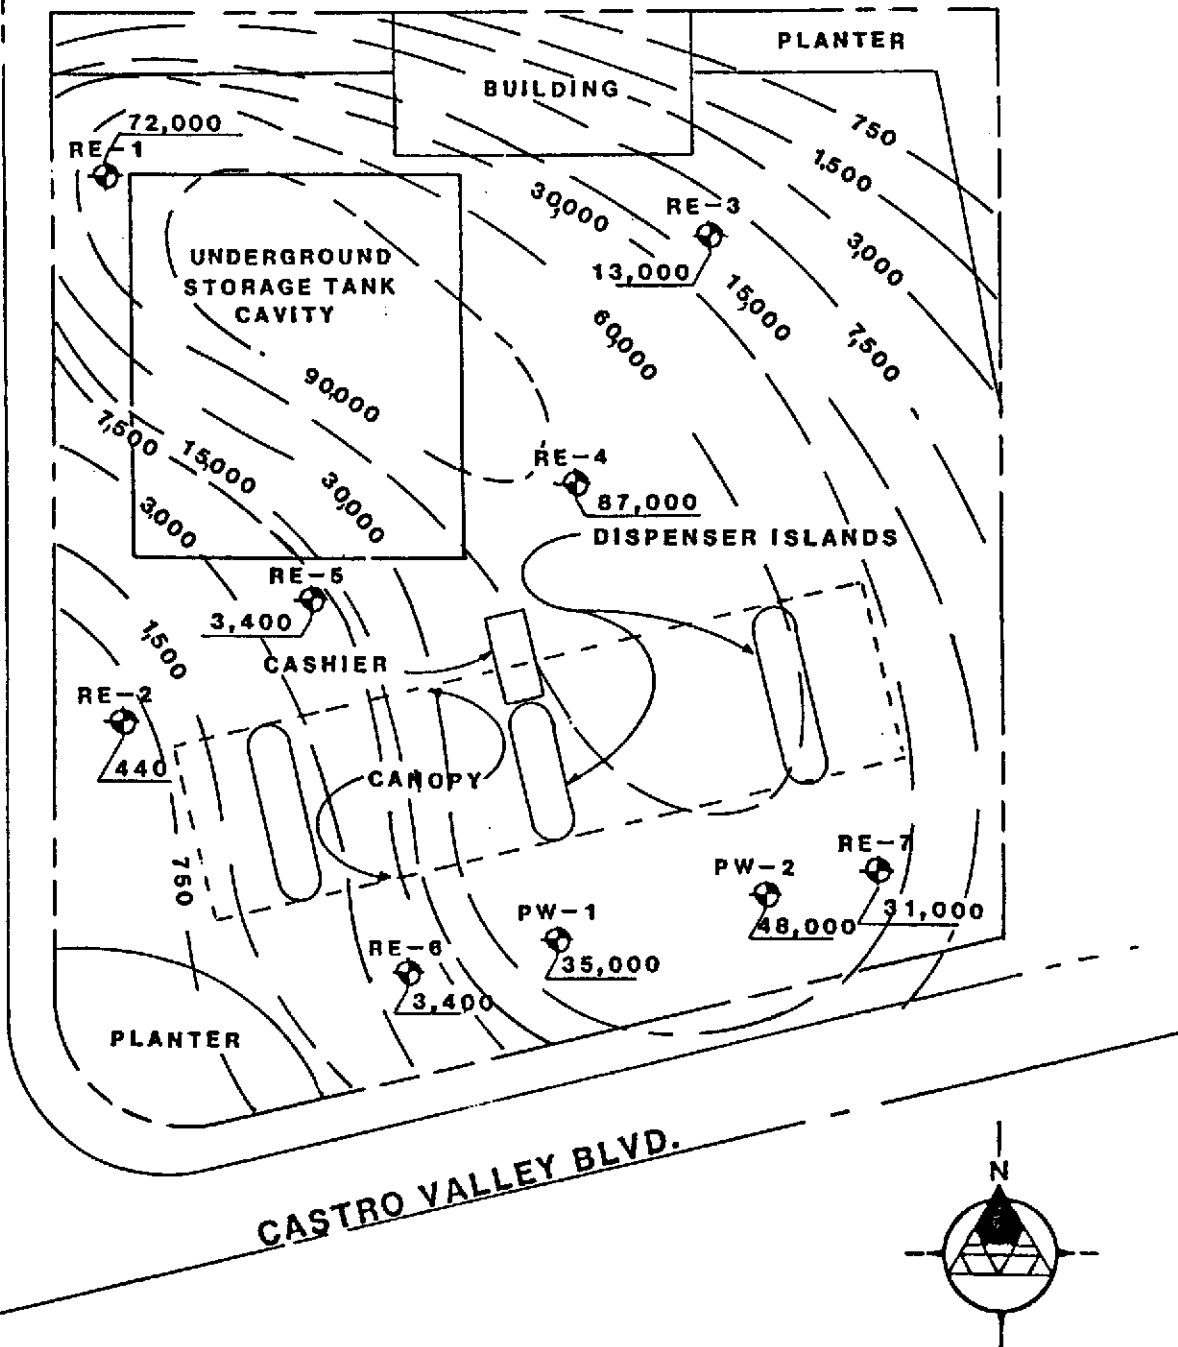 PLANTER
BUILDING
750
72,000
RE-1
1,500
30,000
RE-3
3,000
UNDERGROUND
STORAGE TANK
CAVITY
13,000
15,000
60,000
7,500
90,000
7,500
15,000
RE-4
30,000
87,000
3,000
DISPENSER ISLANDS
RE-5
3,400
1,500
CASHIER
RE-2
440
CANOPY
750
RE-7
PW-2
31,000
48,000
PW-1
35,000
RE-6
3,400
PLANTER
CASTRO VALLEY BLVD.
N